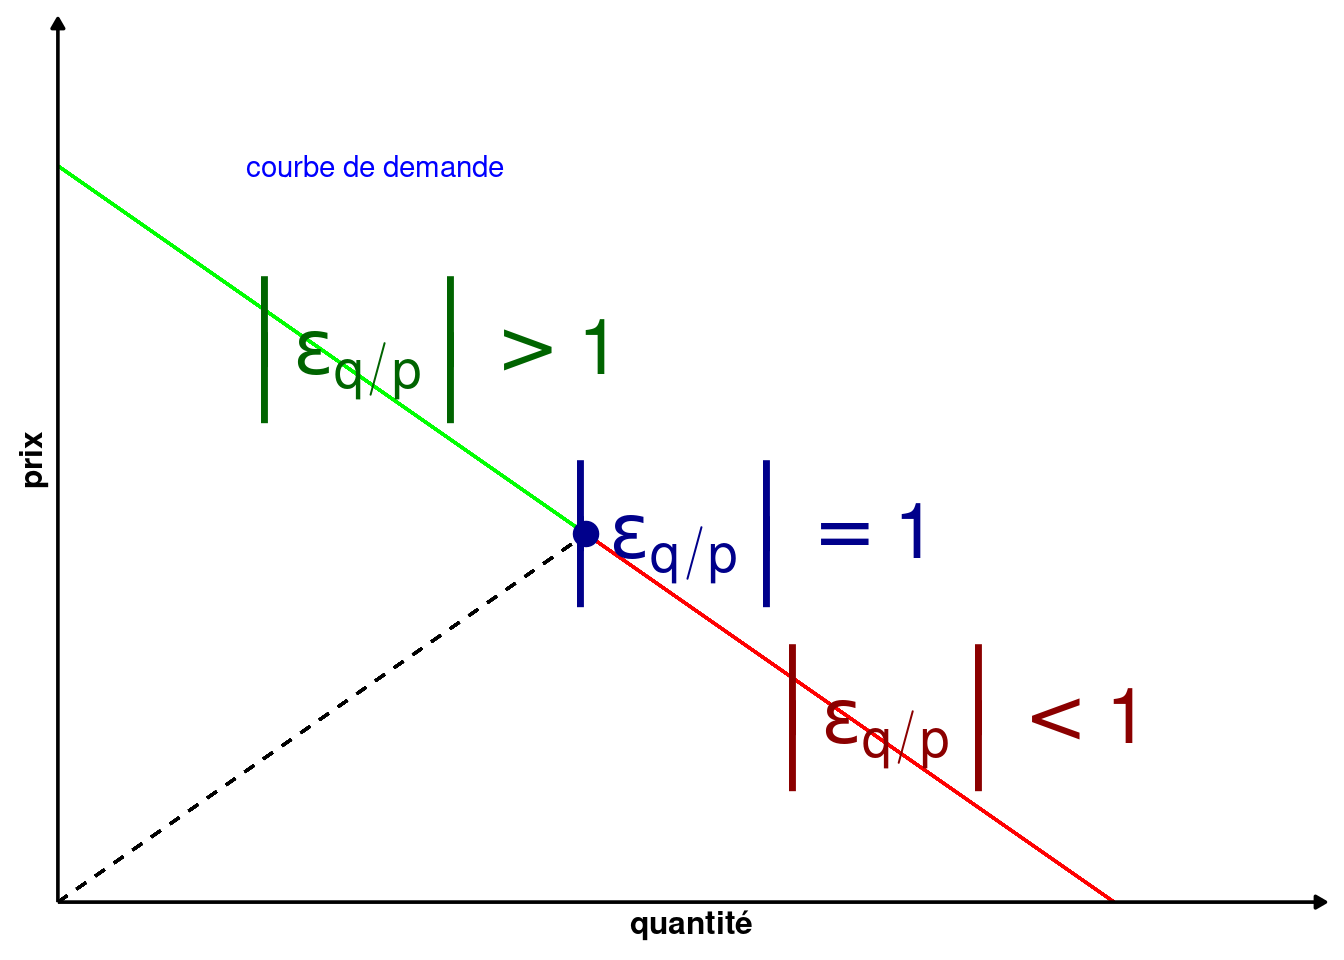 courbe de demande
|εq/p| > 1
prix
|εq/p| = 1
|εq/p| < 1
quantité